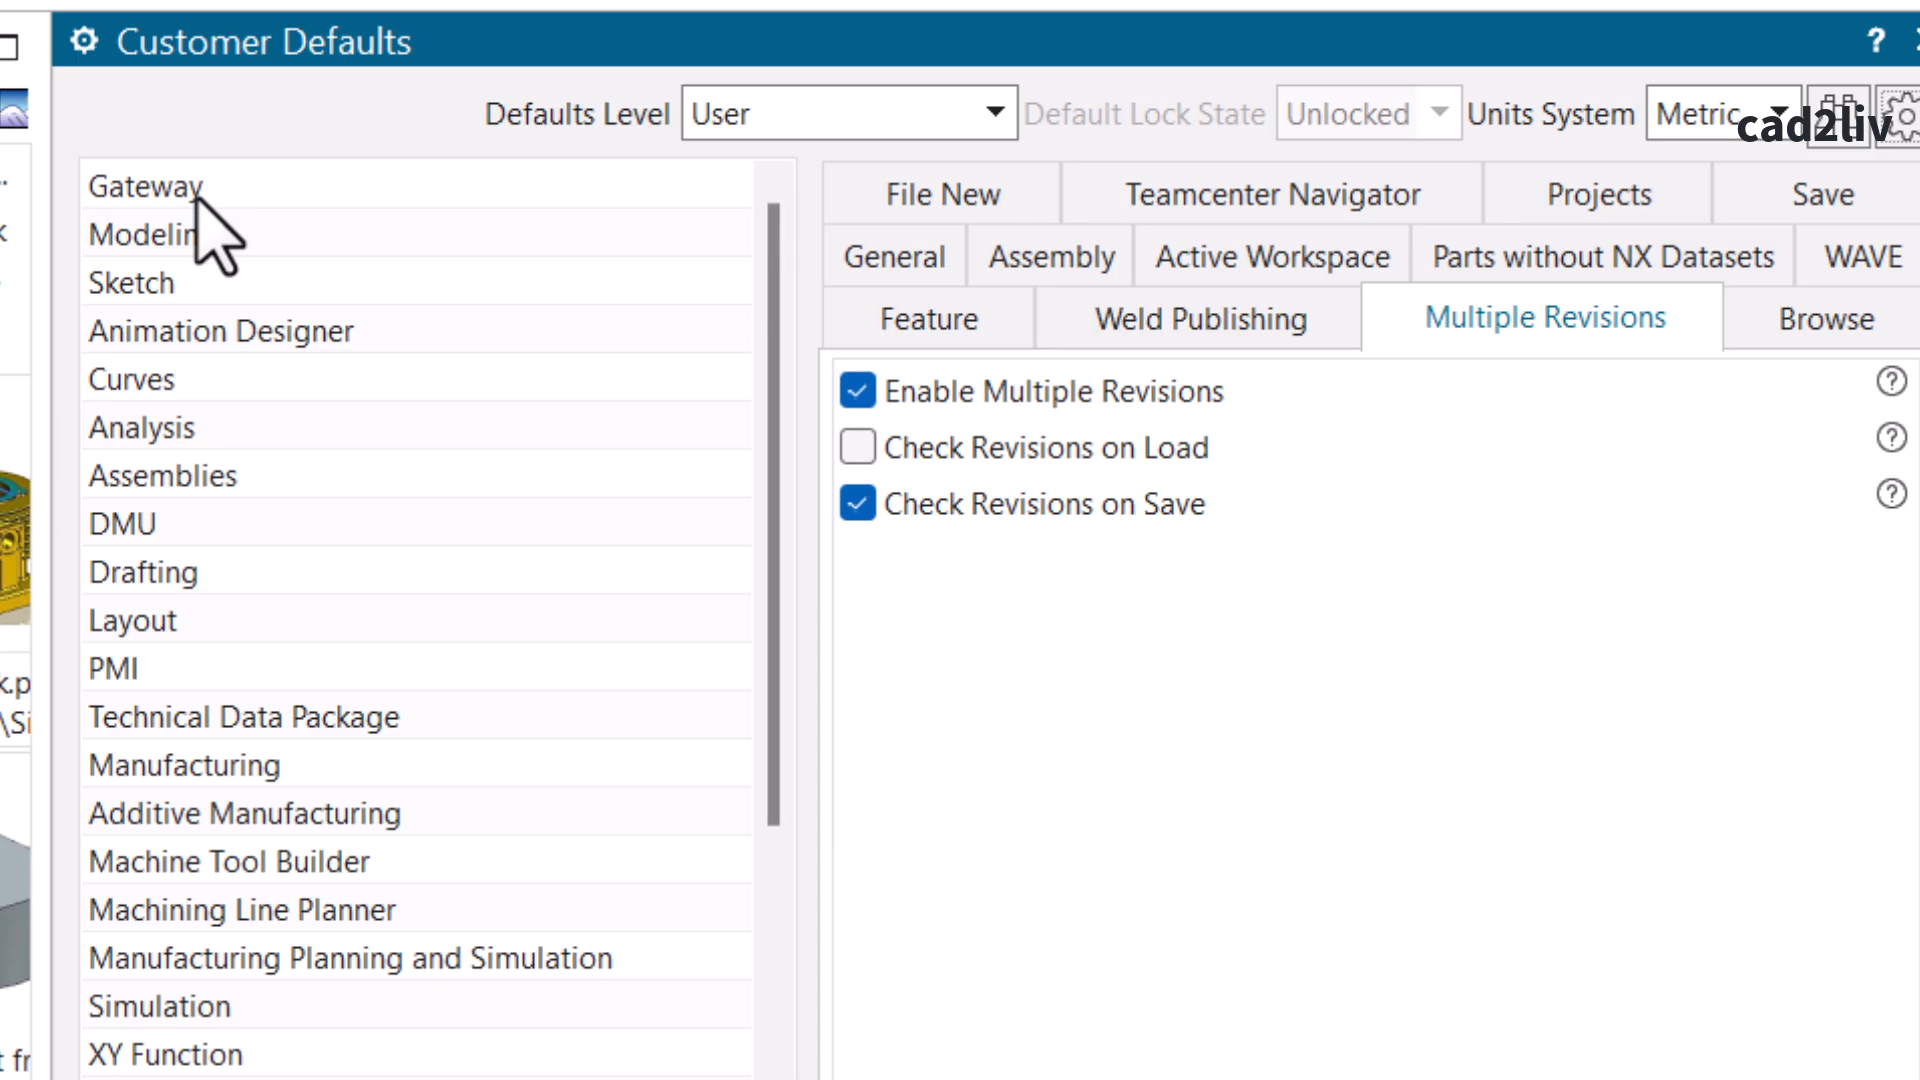 Customer Defaults
?
Defaults Level User Default Lock State Unlocked Units System Metric
cad2liv
Gateway
Modelin
Sketch
Animation Designer
Curves
Analysis
Assemblies
DMU
Drafting
Layout
PMI
Technical Data Package
Manufacturing
Additive Manufacturing
Machine Tool Builder
Machining Line Planner
Manufacturing Planning and Simulation
Simulation
XY Function
File New Teamcenter Navigator Projects Save
General Assembly Active Workspace Parts without NX Datasets WAVE
Feature Weld Publishing Multiple Revisions Browse
Enable Multiple Revisions ?
Check Revisions on Load ?
Check Revisions on Save ?
k.p
\Si
t fr